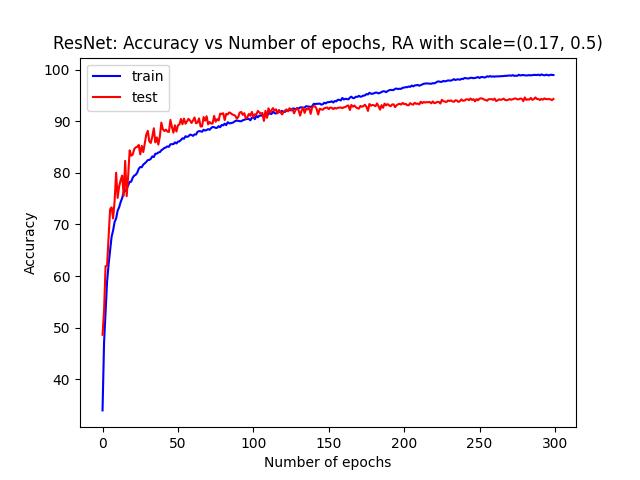 ResNet: Accuracy vs Number of epochs, RA with scale=(0.17, 0.5)
train
test
100
90
80
70
60
50
40
Accuracy
0 50 100 150 200 250 300
Number of epochs